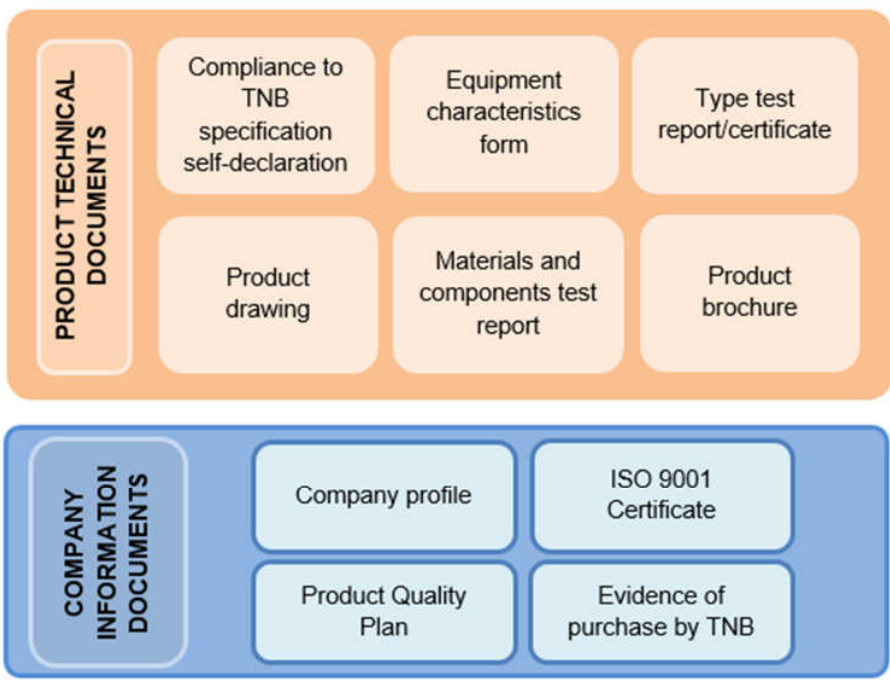 PRODUCT TECHNICAL
DOCUMENTS
Compliance to
TNB
specification
self-declaration
Equipment
characteristics
form
Type test
report/certificate
Product
drawing
Materials and
components test
report
Product
brochure
COMPANY
INFORMATION
DOCUMENTS
Company profile
ISO 9001
Certificate
Product Quality
Plan
Evidence of
purchase by TNB